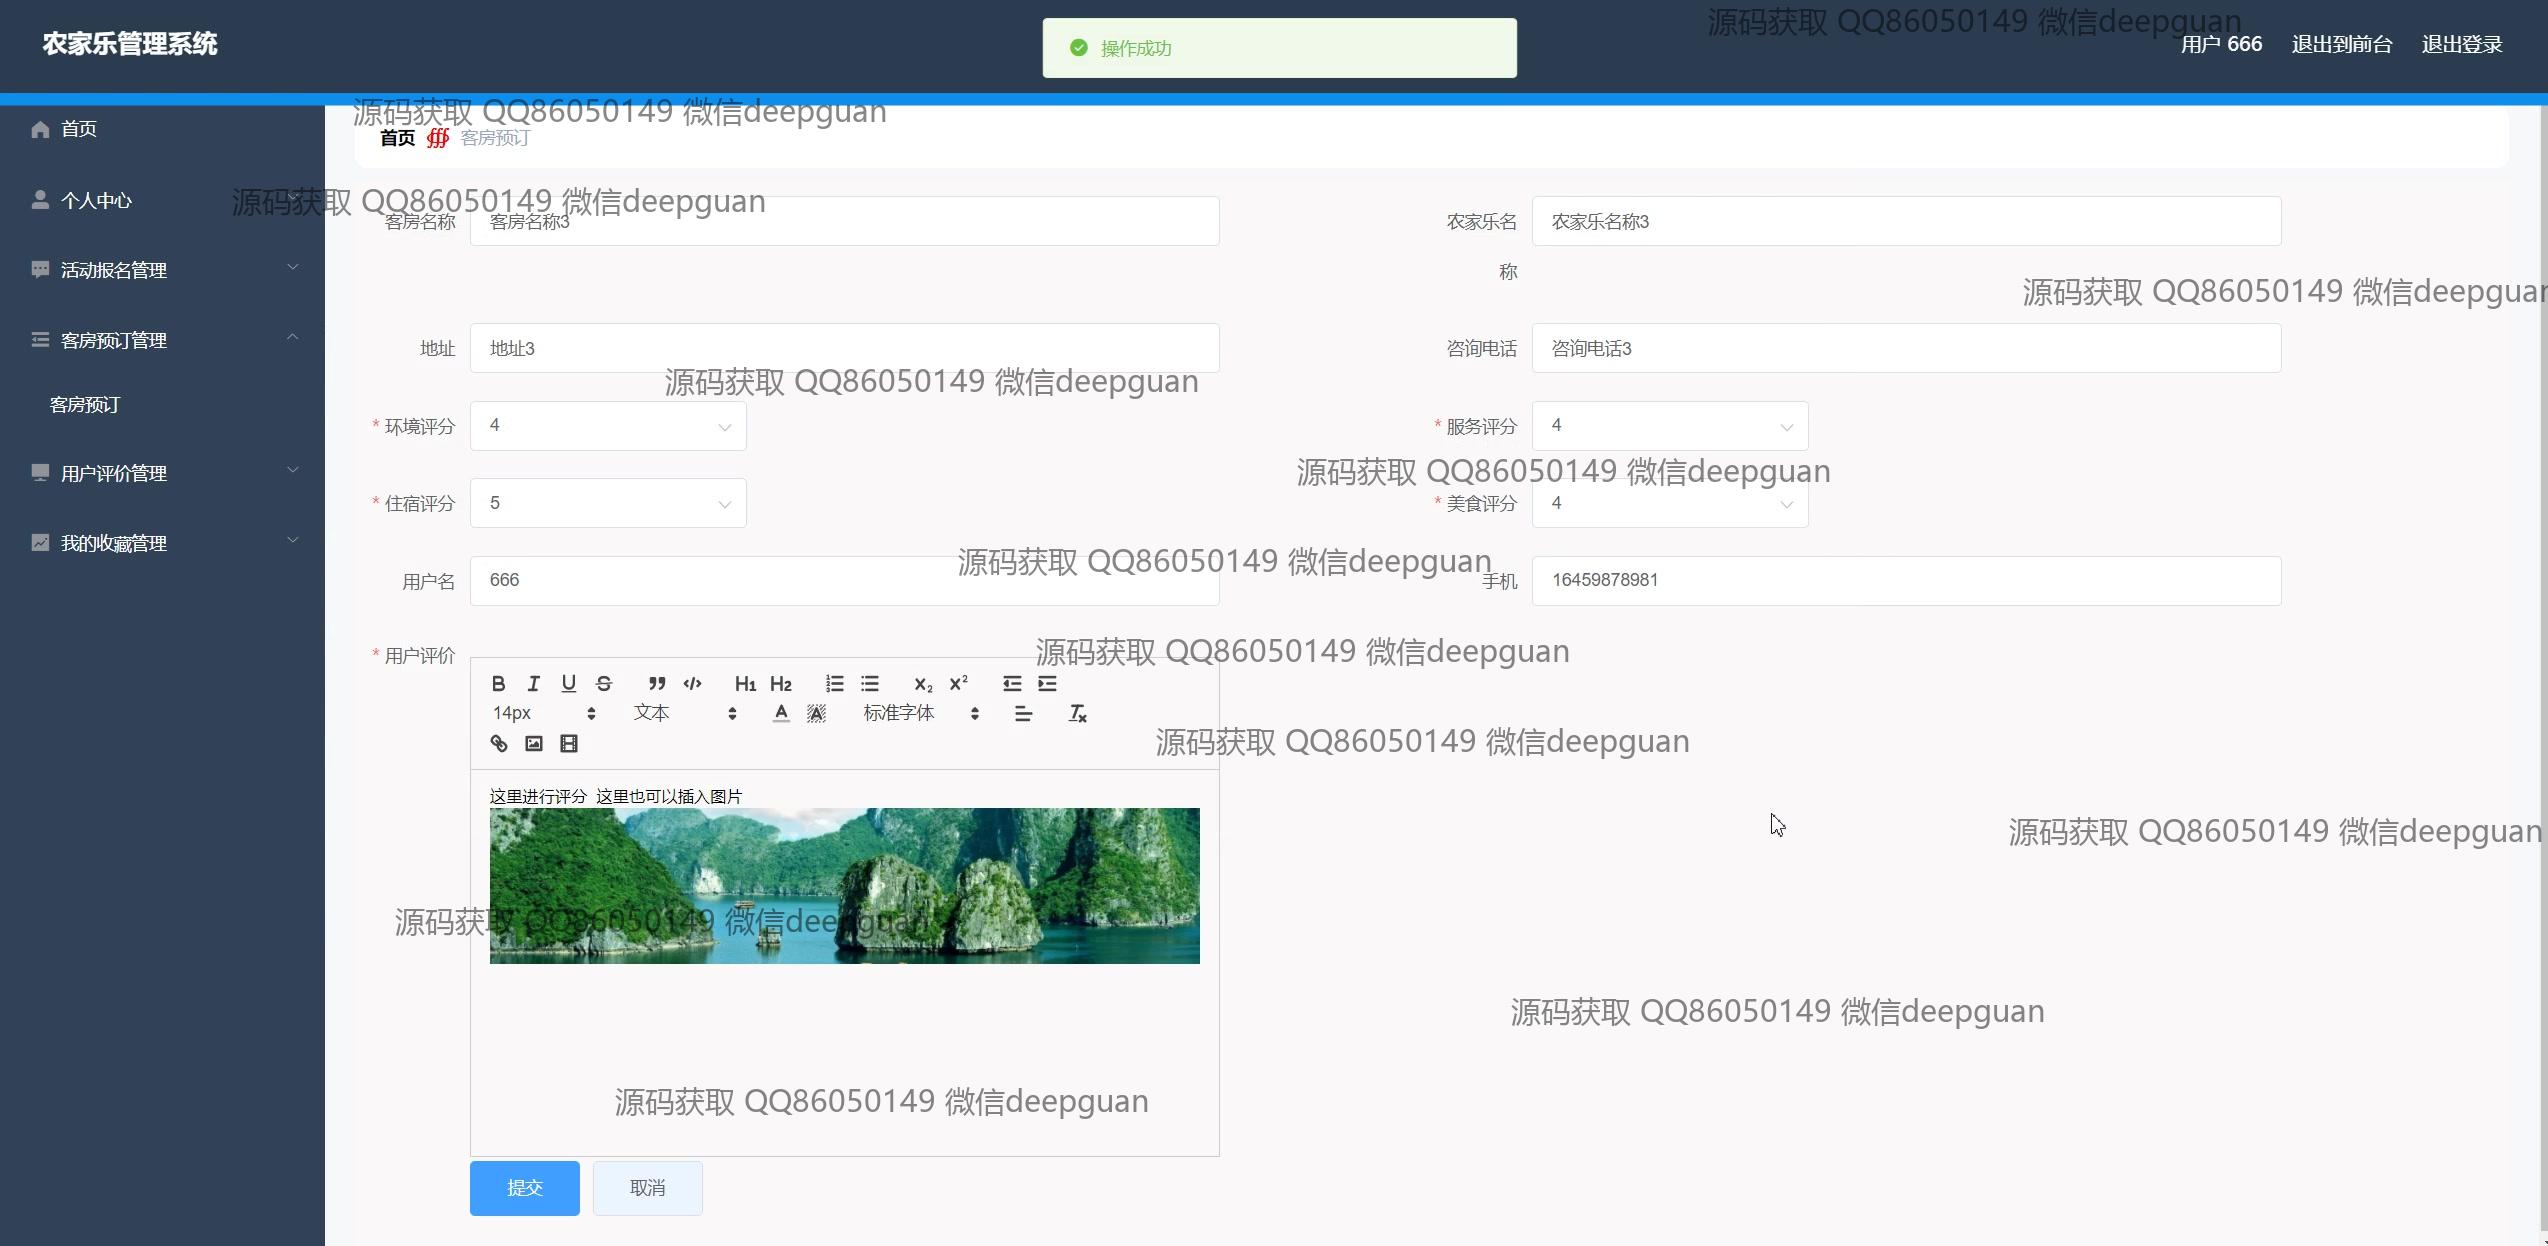 农家乐管理系统
操作成功
源码获取 QQ86050149 微信deepguan
用户 666 退出到前台 退出登录
源码获取 QQ86050149 微信deepguan
首页
首页 客房预订
个人中心
源码获取 QQ86050149 微信deepguan
客房名称 客房名称3
农家乐名称 农家乐名称3
活动报名管理
源码获取 QQ86050149 微信deepguan
客房预订管理
地址 地址3
咨询电话 咨询电话3
源码获取 QQ86050149 微信deepguan
客房预订
* 环境评分 4
* 服务评分 4
用户评价管理
源码获取 QQ86050149 微信deepguan
* 住宿评分 5
* 美食评分 4
我的收藏管理
源码获取 QQ86050149 微信deepguan
用户名 666
手机 16459878981
* 用户评价
源码获取 QQ86050149 微信deepguan
B I U S H1 H2 X2 X2
14px 文本 A A 标准字体 Tx
源码获取 QQ86050149 微信deepguan
这里进行评分 这里也可以插入图片
源码获取 QQ86050149 微信deepguan
源码获取 QQ86050149 微信deepguan
源码获取 QQ86050149 微信deepguan
源码获取 QQ86050149 微信deepguan
提交 取消